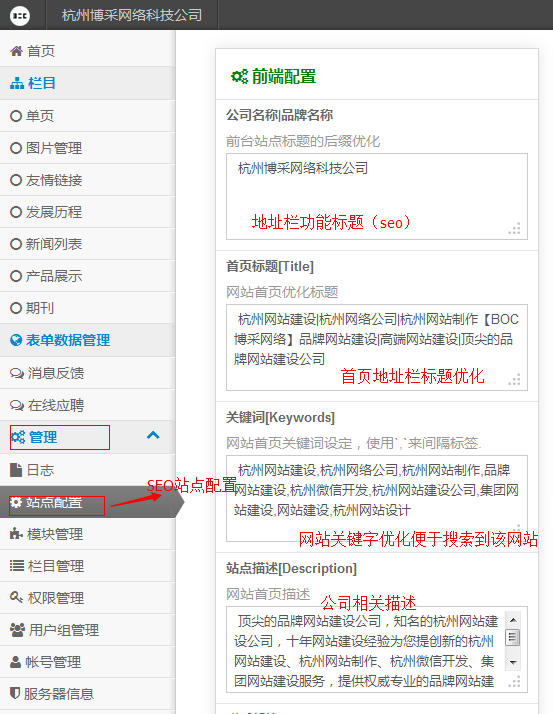 杭州博采网络科技公司
首页
栏目
单页
图片管理
友情链接
发展历程
新闻列表
产品展示
期刊
表单数据管理
消息反馈
在线应聘
管理
日志
站点配置
SEO站点配置
模块管理
栏目管理
权限管理
用户组管理
帐号管理
服务器信息
前端配置
公司名称|品牌名称
前台站点标题的后缀优化
杭州博采网络科技公司
地址栏功能标题（seo）
首页标题[Title]
网站首页优化标题
杭州网站建设|杭州网络公司|杭州网站制作【BOC
博采网络】品牌网站建设|高端网站建设|顶尖的品
牌网站建设公司
首页地址栏标题优化
关键词[Keywords]
网站首页关键词设定，使用`,`来间隔标签.
杭州网站建设,杭州网络公司,杭州网站制作,品牌
网站建设,杭州微信开发,杭州网站建设公司,集团网
站建设,网站建设,杭州网站设计
网站关键字优化便于搜索到该网站
站点描述[Description]
网站首页描述
公司相关描述
顶尖的品牌网站建设公司，知名的杭州网站建
设公司，十年网站建设经验为您提创新的杭州
网站建设、杭州网站制作、杭州微信开发、集
团网站建设服务，提供权威专业的品牌网站建